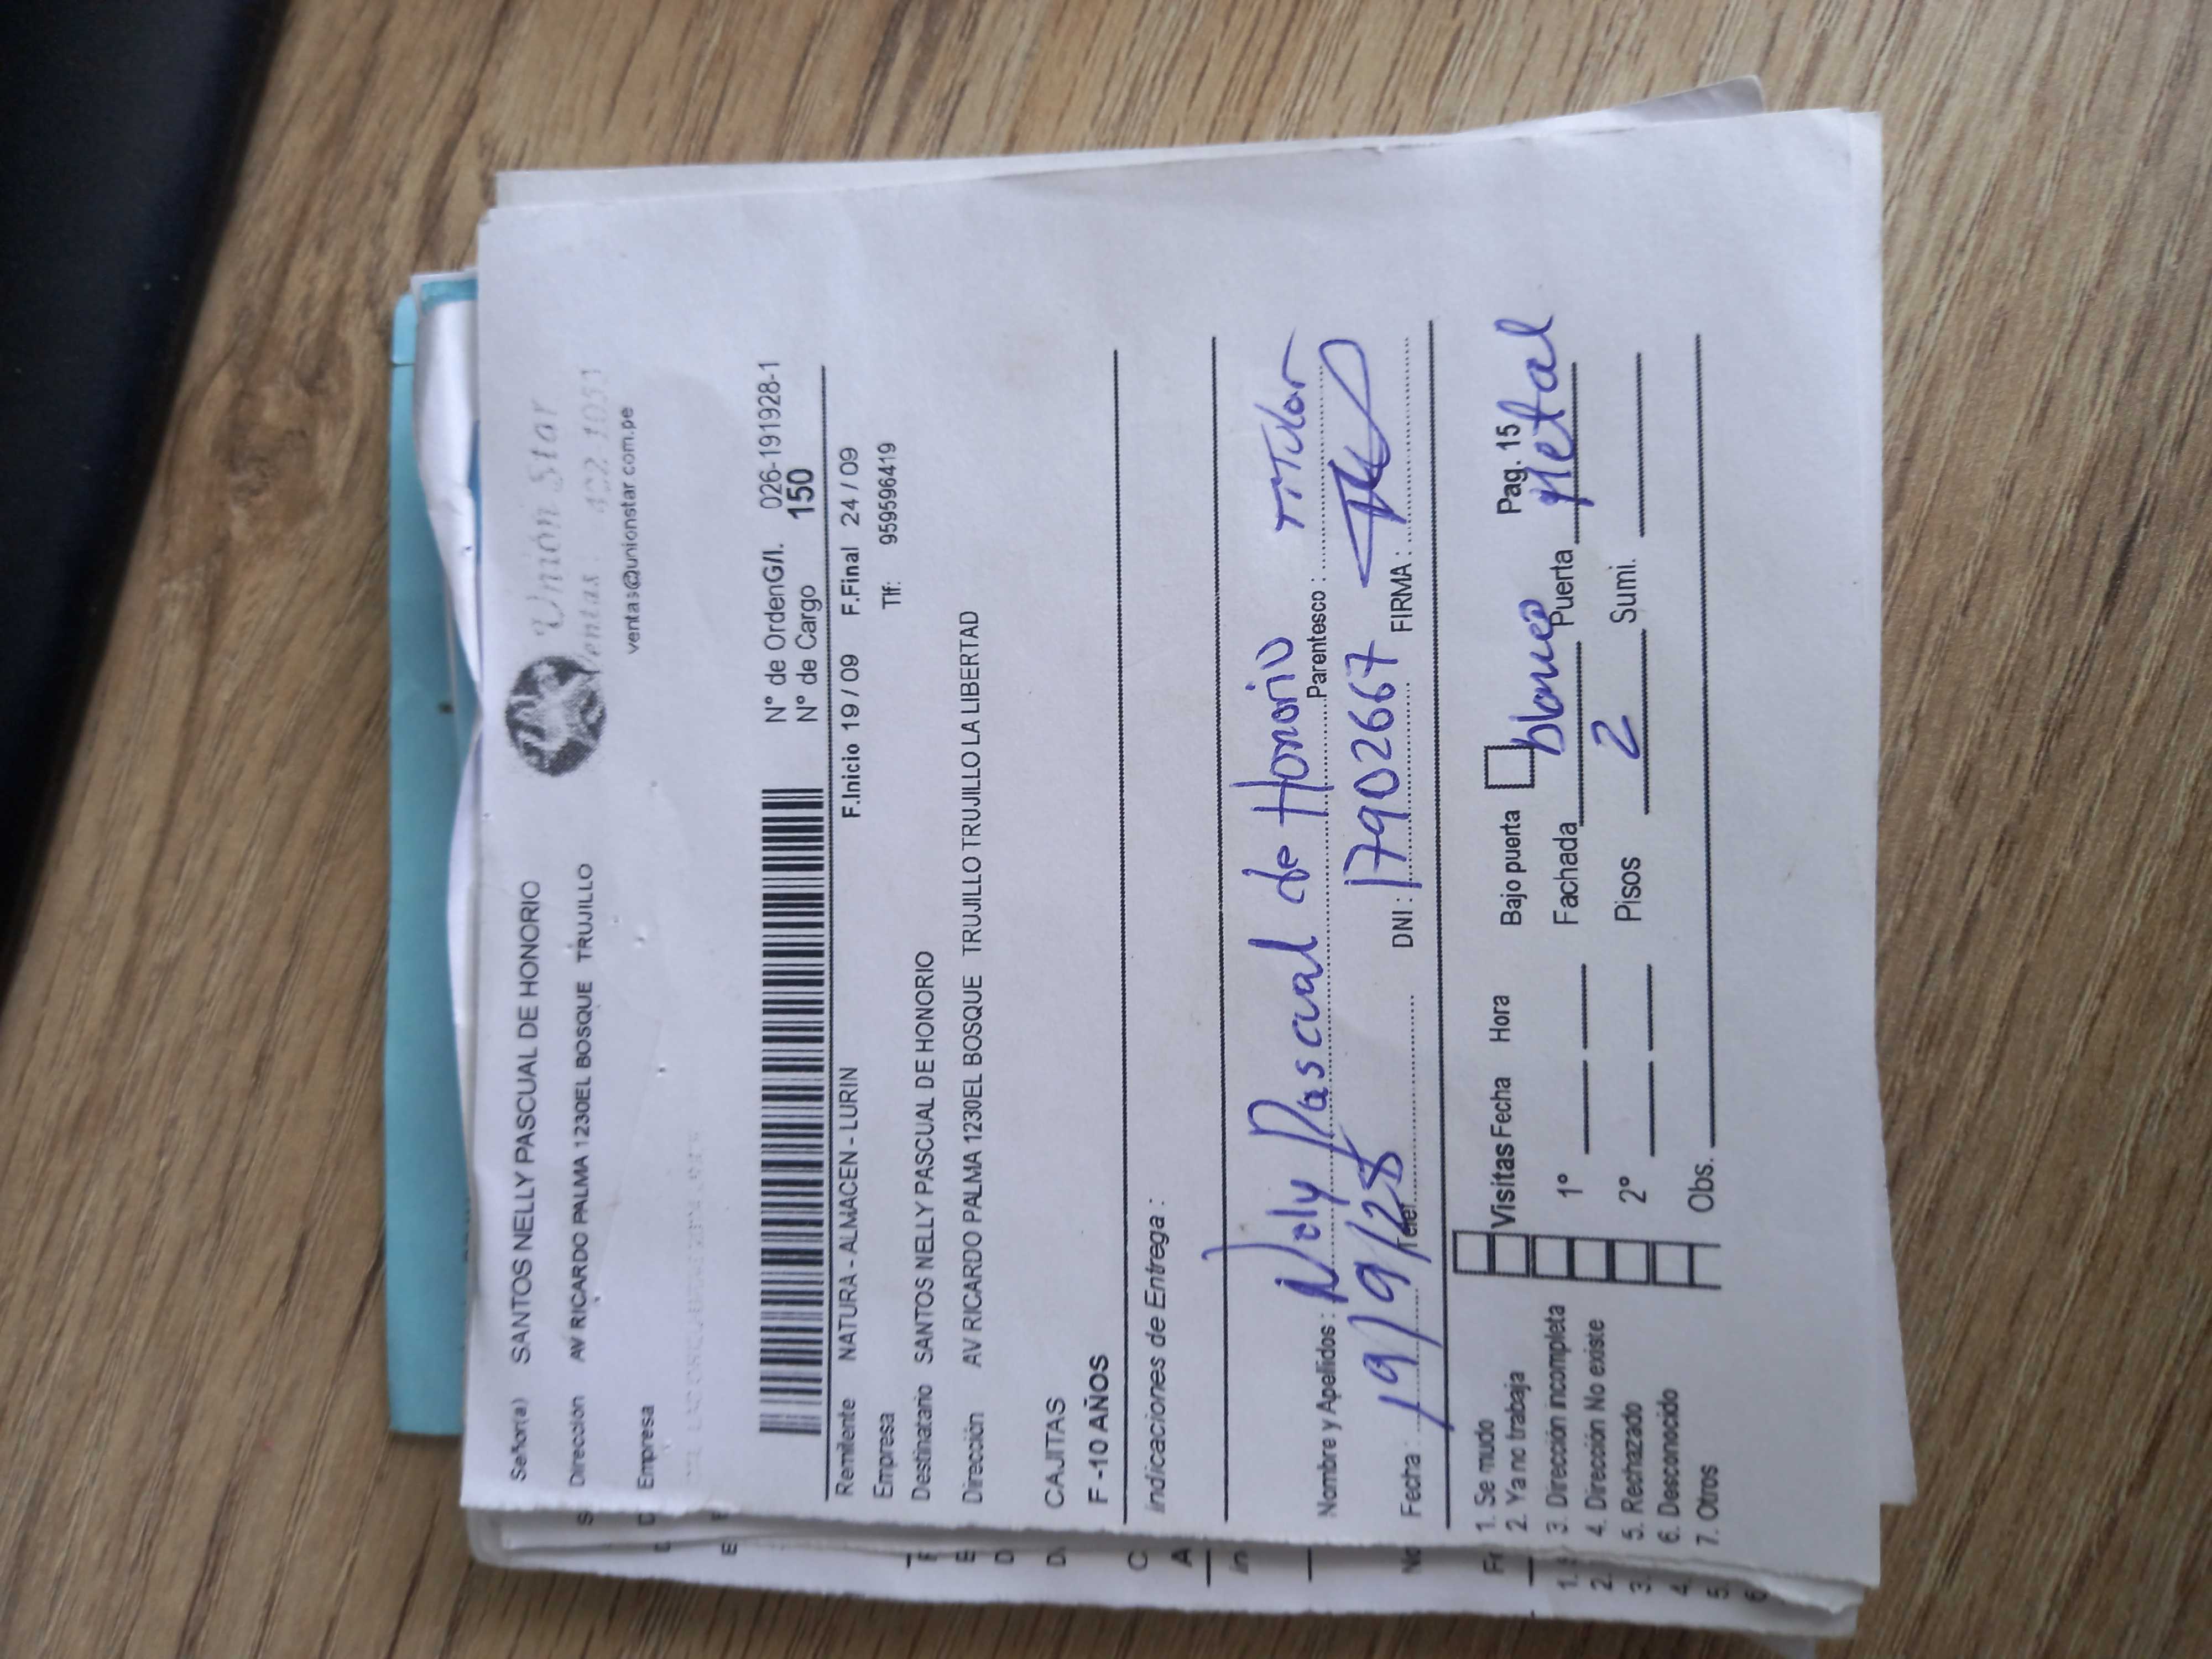 Señor(a) SANTOS NELLY PASCUAL DE HONORIO
Unión Star
Dirección AV RICARDO PALMA 1230EL BOSQUE TRUJILLO
Ventas : 492 1051
Empresa
ventas@unionstar.com.pe
N° de OrdenG/I. 026-191928-1
N° de Cargo 150
Remitente NATURA - ALMACEN - LURIN F.Inicio 19 / 09 F.Final 24 / 09
Empresa Tlf: 959596419
Destinatario SANTOS NELLY PASCUAL DE HONORIO
Dirección AV RICARDO PALMA 1230EL BOSQUE TRUJILLO TRUJILLO LA LIBERTAD
CAJITAS
F -10 AÑOS
Indicaciones de Entrega :
Nombre y Apellidos : Nely Pascual de Honorio Parentesco : TiTular
Fecha : 19/9/28 Telef. DNI : 17902667 FIRMA :
1. Se mudo
2. Ya no trabaja
3. Dirección incompleta
4. Dirección No existe
5. Rechazado
6. Desconocido
7. Otros
Visitas Fecha Hora Bajo puerta Pag. 15
1° Fachada blanco Puerta Metal
2° Pisos 2 Sumi.
Obs.